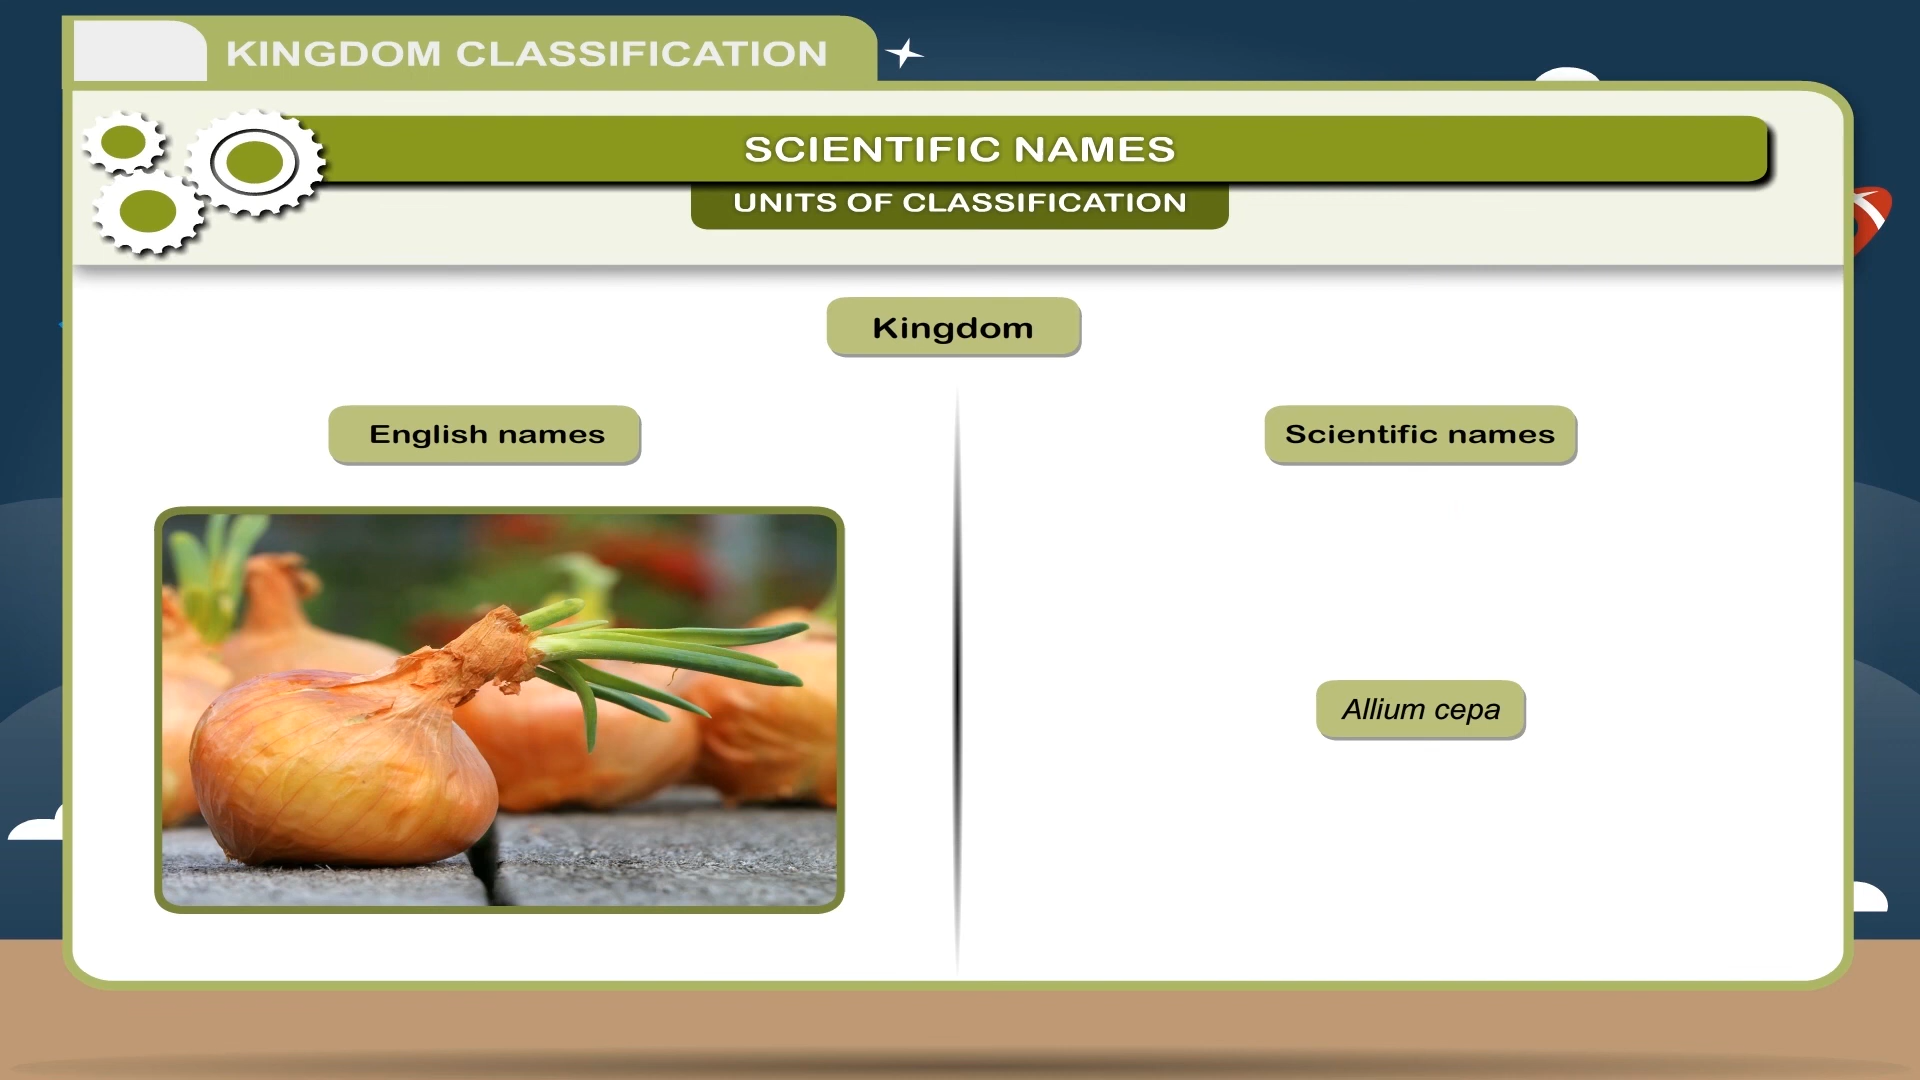 KINGDOM CLASSIFICATION
SCIENTIFIC NAMES
UNITS OF CLASSIFICATION
Kingdom
English names
Scientific names
Allium cepa